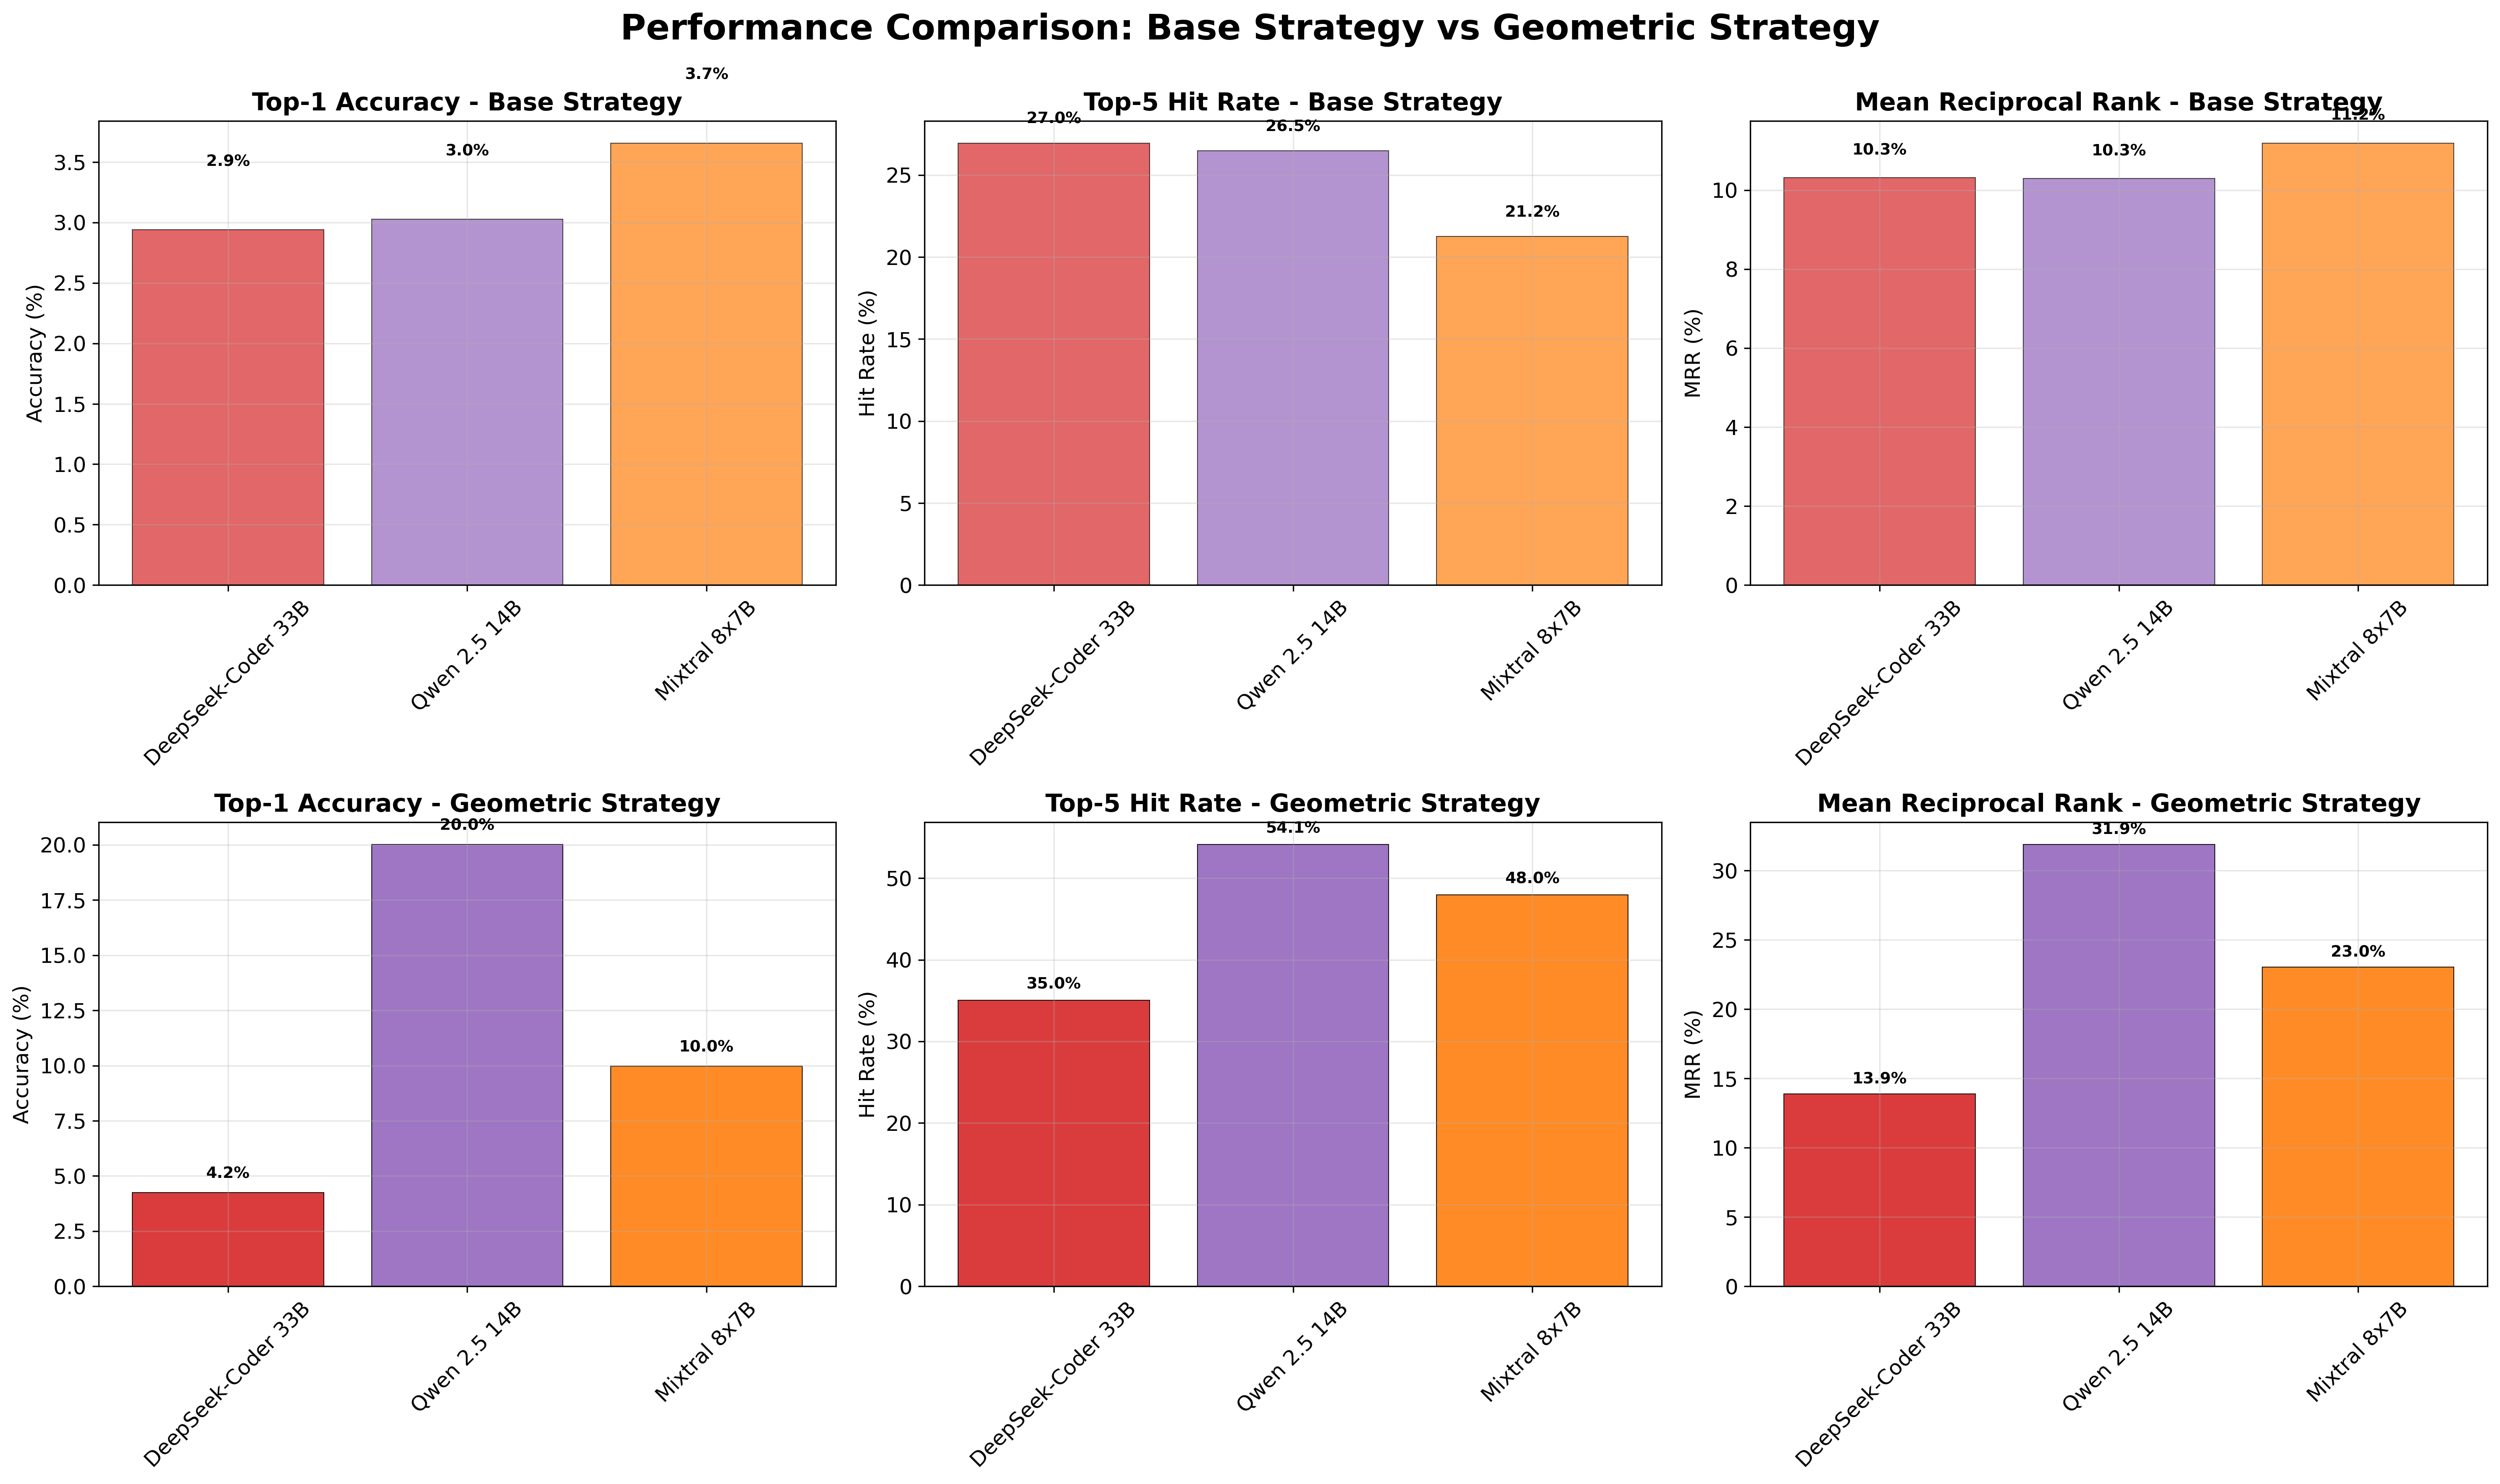 Performance Comparison: Base Strategy vs Geometric Strategy
Top-1 Accuracy - Base Strategy
3.7%
2.9%
3.0%
Accuracy (%)
3.5
3.0
2.5
2.0
1.5
1.0
0.5
0.0
DeepSeek-Coder 33B
Qwen 2.5 14B
Mixtral 8x7B
Top-5 Hit Rate - Base Strategy
27.0%
26.5%
21.2%
Hit Rate (%)
25
20
15
10
5
0
DeepSeek-Coder 33B
Qwen 2.5 14B
Mixtral 8x7B
Mean Reciprocal Rank - Base Strategy
11.2%
10.3%
10.3%
MRR (%)
10
8
6
4
2
0
DeepSeek-Coder 33B
Qwen 2.5 14B
Mixtral 8x7B
Top-1 Accuracy - Geometric Strategy
20.0%
10.0%
4.2%
Accuracy (%)
20.0
17.5
15.0
12.5
10.0
7.5
5.0
2.5
0.0
DeepSeek-Coder 33B
Qwen 2.5 14B
Mixtral 8x7B
Top-5 Hit Rate - Geometric Strategy
54.1%
48.0%
35.0%
Hit Rate (%)
50
40
30
20
10
0
DeepSeek-Coder 33B
Qwen 2.5 14B
Mixtral 8x7B
Mean Reciprocal Rank - Geometric Strategy
31.9%
23.0%
13.9%
MRR (%)
30
25
20
15
10
5
0
DeepSeek-Coder 33B
Qwen 2.5 14B
Mixtral 8x7B